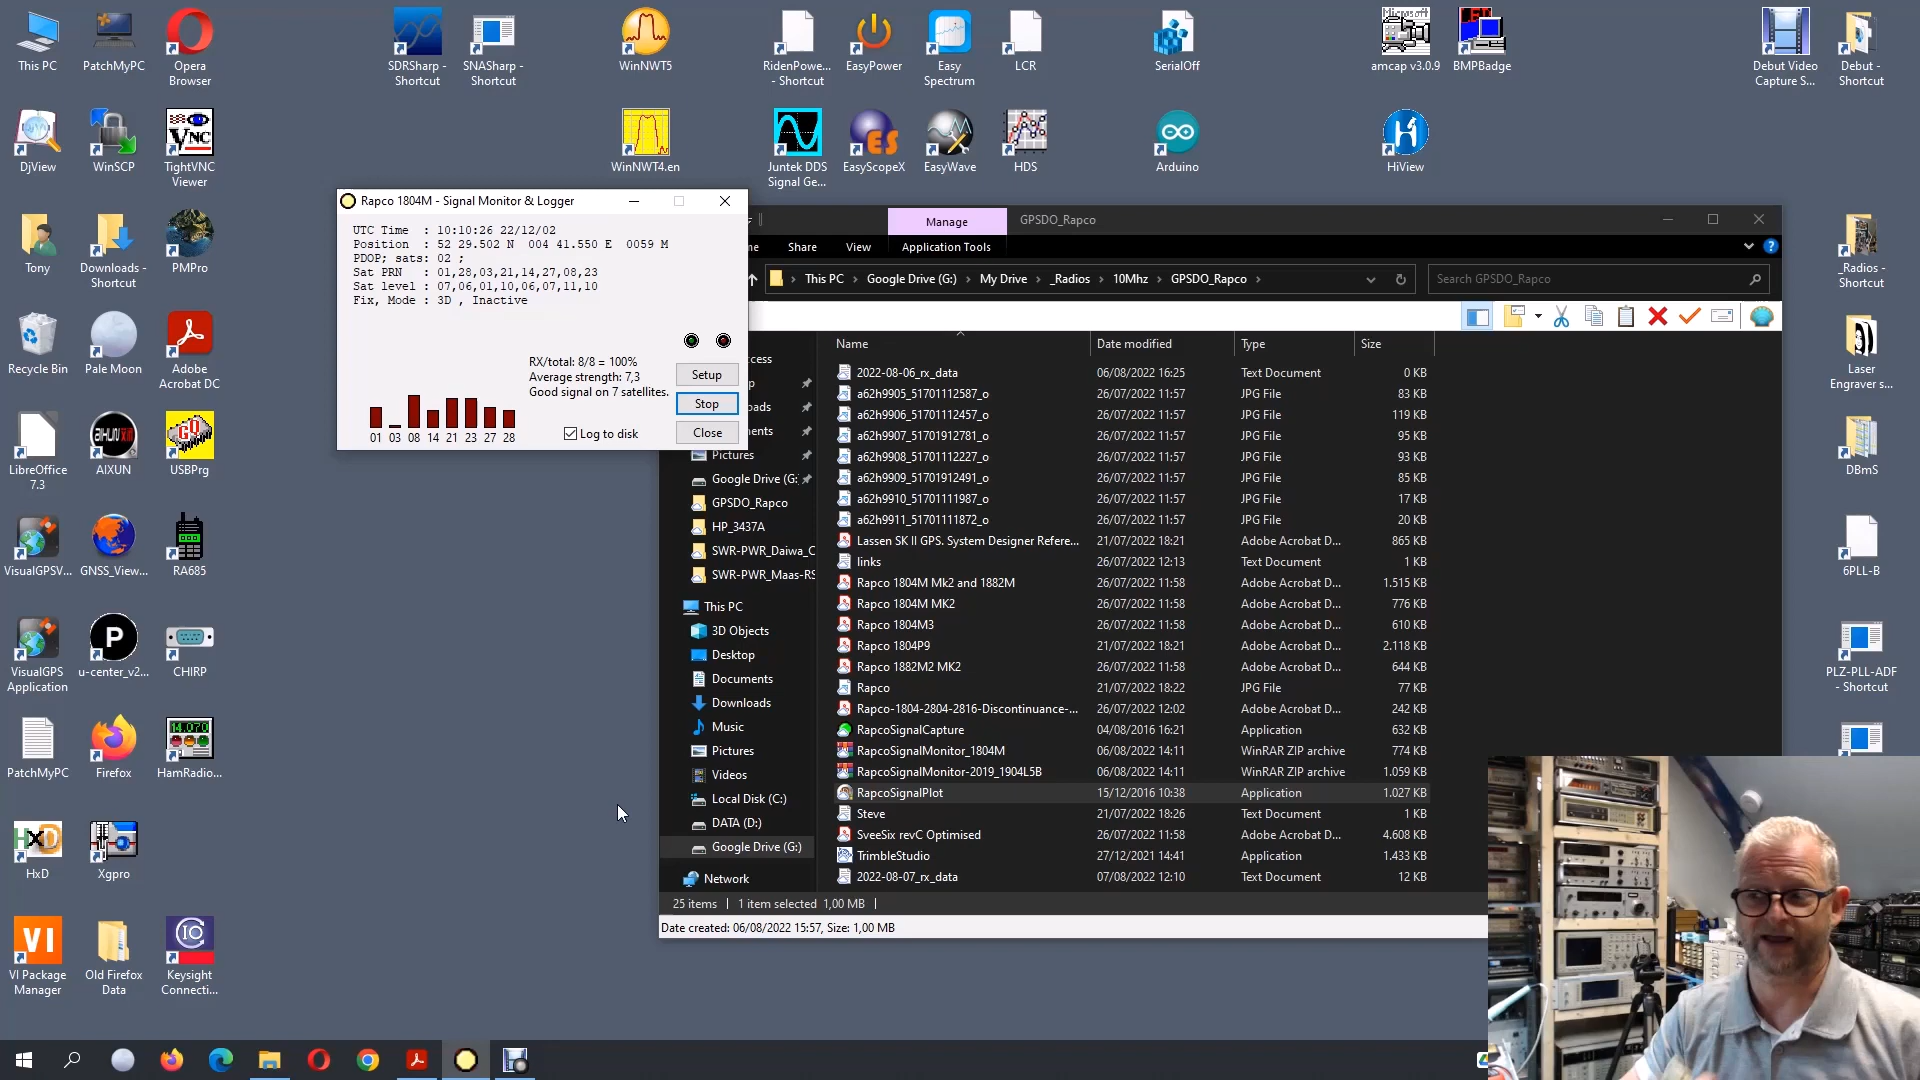 This PC
PatchMyPC
Opera
Browser
SDRSharp -
Shortcut
SNASharp -
Shortcut
WinNWT5
RidenPowe...
- Shortcut
EasyPower
Easy
Spectrum
LCR
SerialOff
Microsoft
amcap v3.0.9
BMPBadge
Debut Video
Capture S...
Debut -
Shortcut
DjView
WinSCP
TightVNC
Viewer
WinNWT4.en
Juntek DDS
Signal Ge...
EasyScopeX
EasyWave
HDS
Arduino
HiView
Rapco 1804M - Signal Monitor & Logger
UTC Time : 10:10:26 22/12/02
Position : 52 29.502 N 004 41.550 E 0059 M
PDOP; sats: 02 ;
Sat PRN : 01,28,03,21,14,27,08,23
Sat level : 07,06,01,10,06,07,11,10
Fix, Mode : 3D , Inactive
RX/total: 8/8 = 100%
Average strength: 7,3
Good signal on 7 satellites.
Setup
Stop
Close
Log to disk
01 03 08 14 21 23 27 28
Manage
GPSDO_Rapco
me
Share
View
Application Tools
This PC
Google Drive (G:)
My Drive
_Radios
10Mhz
GPSDO_Rapco
Search GPSDO_Rapco
Name
Date modified
Type
Size
2022-08-06_rx_data 06/08/2022 16:25 Text Document 0 KB
a62h9905_51701112587_o 26/07/2022 11:57 JPG File 83 KB
a62h9906_51701112457_o 26/07/2022 11:57 JPG File 119 KB
a62h9907_51701912781_o 26/07/2022 11:57 JPG File 95 KB
a62h9908_51701112227_o 26/07/2022 11:57 JPG File 93 KB
a62h9909_51701912491_o 26/07/2022 11:57 JPG File 85 KB
a62h9910_51701111987_o 26/07/2022 11:57 JPG File 17 KB
a62h9911_51701111872_o 26/07/2022 11:57 JPG File 20 KB
Lassen SK II GPS. System Designer Refere... 21/07/2022 18:21 Adobe Acrobat D... 865 KB
links 26/07/2022 12:13 Text Document 1 KB
Rapco 1804M Mk2 and 1882M 26/07/2022 11:58 Adobe Acrobat D... 1.515 KB
Rapco 1804M MK2 26/07/2022 11:58 Adobe Acrobat D... 776 KB
Rapco 1804M3 26/07/2022 11:58 Adobe Acrobat D... 610 KB
Rapco 1804P9 21/07/2022 18:21 Adobe Acrobat D... 2.118 KB
Rapco 1882M2 MK2 26/07/2022 11:58 Adobe Acrobat D... 644 KB
Rapco 21/07/2022 18:22 JPG File 77 KB
Rapco-1804-2804-2816-Discontinuance-... 26/07/2022 12:02 Adobe Acrobat D... 242 KB
RapcoSignalCapture 04/08/2016 16:21 Application 632 KB
RapcoSignalMonitor_1804M 06/08/2022 14:11 WinRAR ZIP archive 774 KB
RapcoSignalMonitor-2019_1904L5B 06/08/2022 14:11 WinRAR ZIP archive 1.059 KB
RapcoSignalPlot 15/12/2016 10:38 Application 1.027 KB
Steve 21/07/2022 18:26 Text Document 1 KB
SveeSix revC Optimised 26/07/2022 11:58 Adobe Acrobat D... 4.608 KB
TrimbleStudio 27/12/2021 14:41 Application 1.433 KB
2022-08-07_rx_data 07/08/2022 12:10 Text Document 12 KB
ccess
p
oads
ments
Pictures
Google Drive (G:
GPSDO_Rapco
HP_3437A
SWR-PWR_Daiwa_C
SWR-PWR_Maas-RS
This PC
3D Objects
Desktop
Documents
Downloads
Music
Pictures
Videos
Local Disk (C:)
DATA (D:)
Google Drive (G:)
Network
25 items
1 item selected 1,00 MB
Date created: 06/08/2022 15:57, Size: 1,00 MB
Tony
Downloads -
Shortcut
PMPro
Recycle Bin
Pale Moon
Adobe
Acrobat DC
LibreOffice
7.3
AIXUN
USBPrg
VisualGPSV...
GNSS_View...
RA685
VisualGPS
Application
u-center_v2...
CHIRP
PatchMyPC
Firefox
14.070
HamRadio...
HxD
Xgpro
VI
VI Package
Manager
Old Firefox
Data
Keysight
Connecti...
_Radios -
Shortcut
Laser
Engraver s...
DBmS
6PLL-B
PLZ-PLL-ADF
- Shortcut